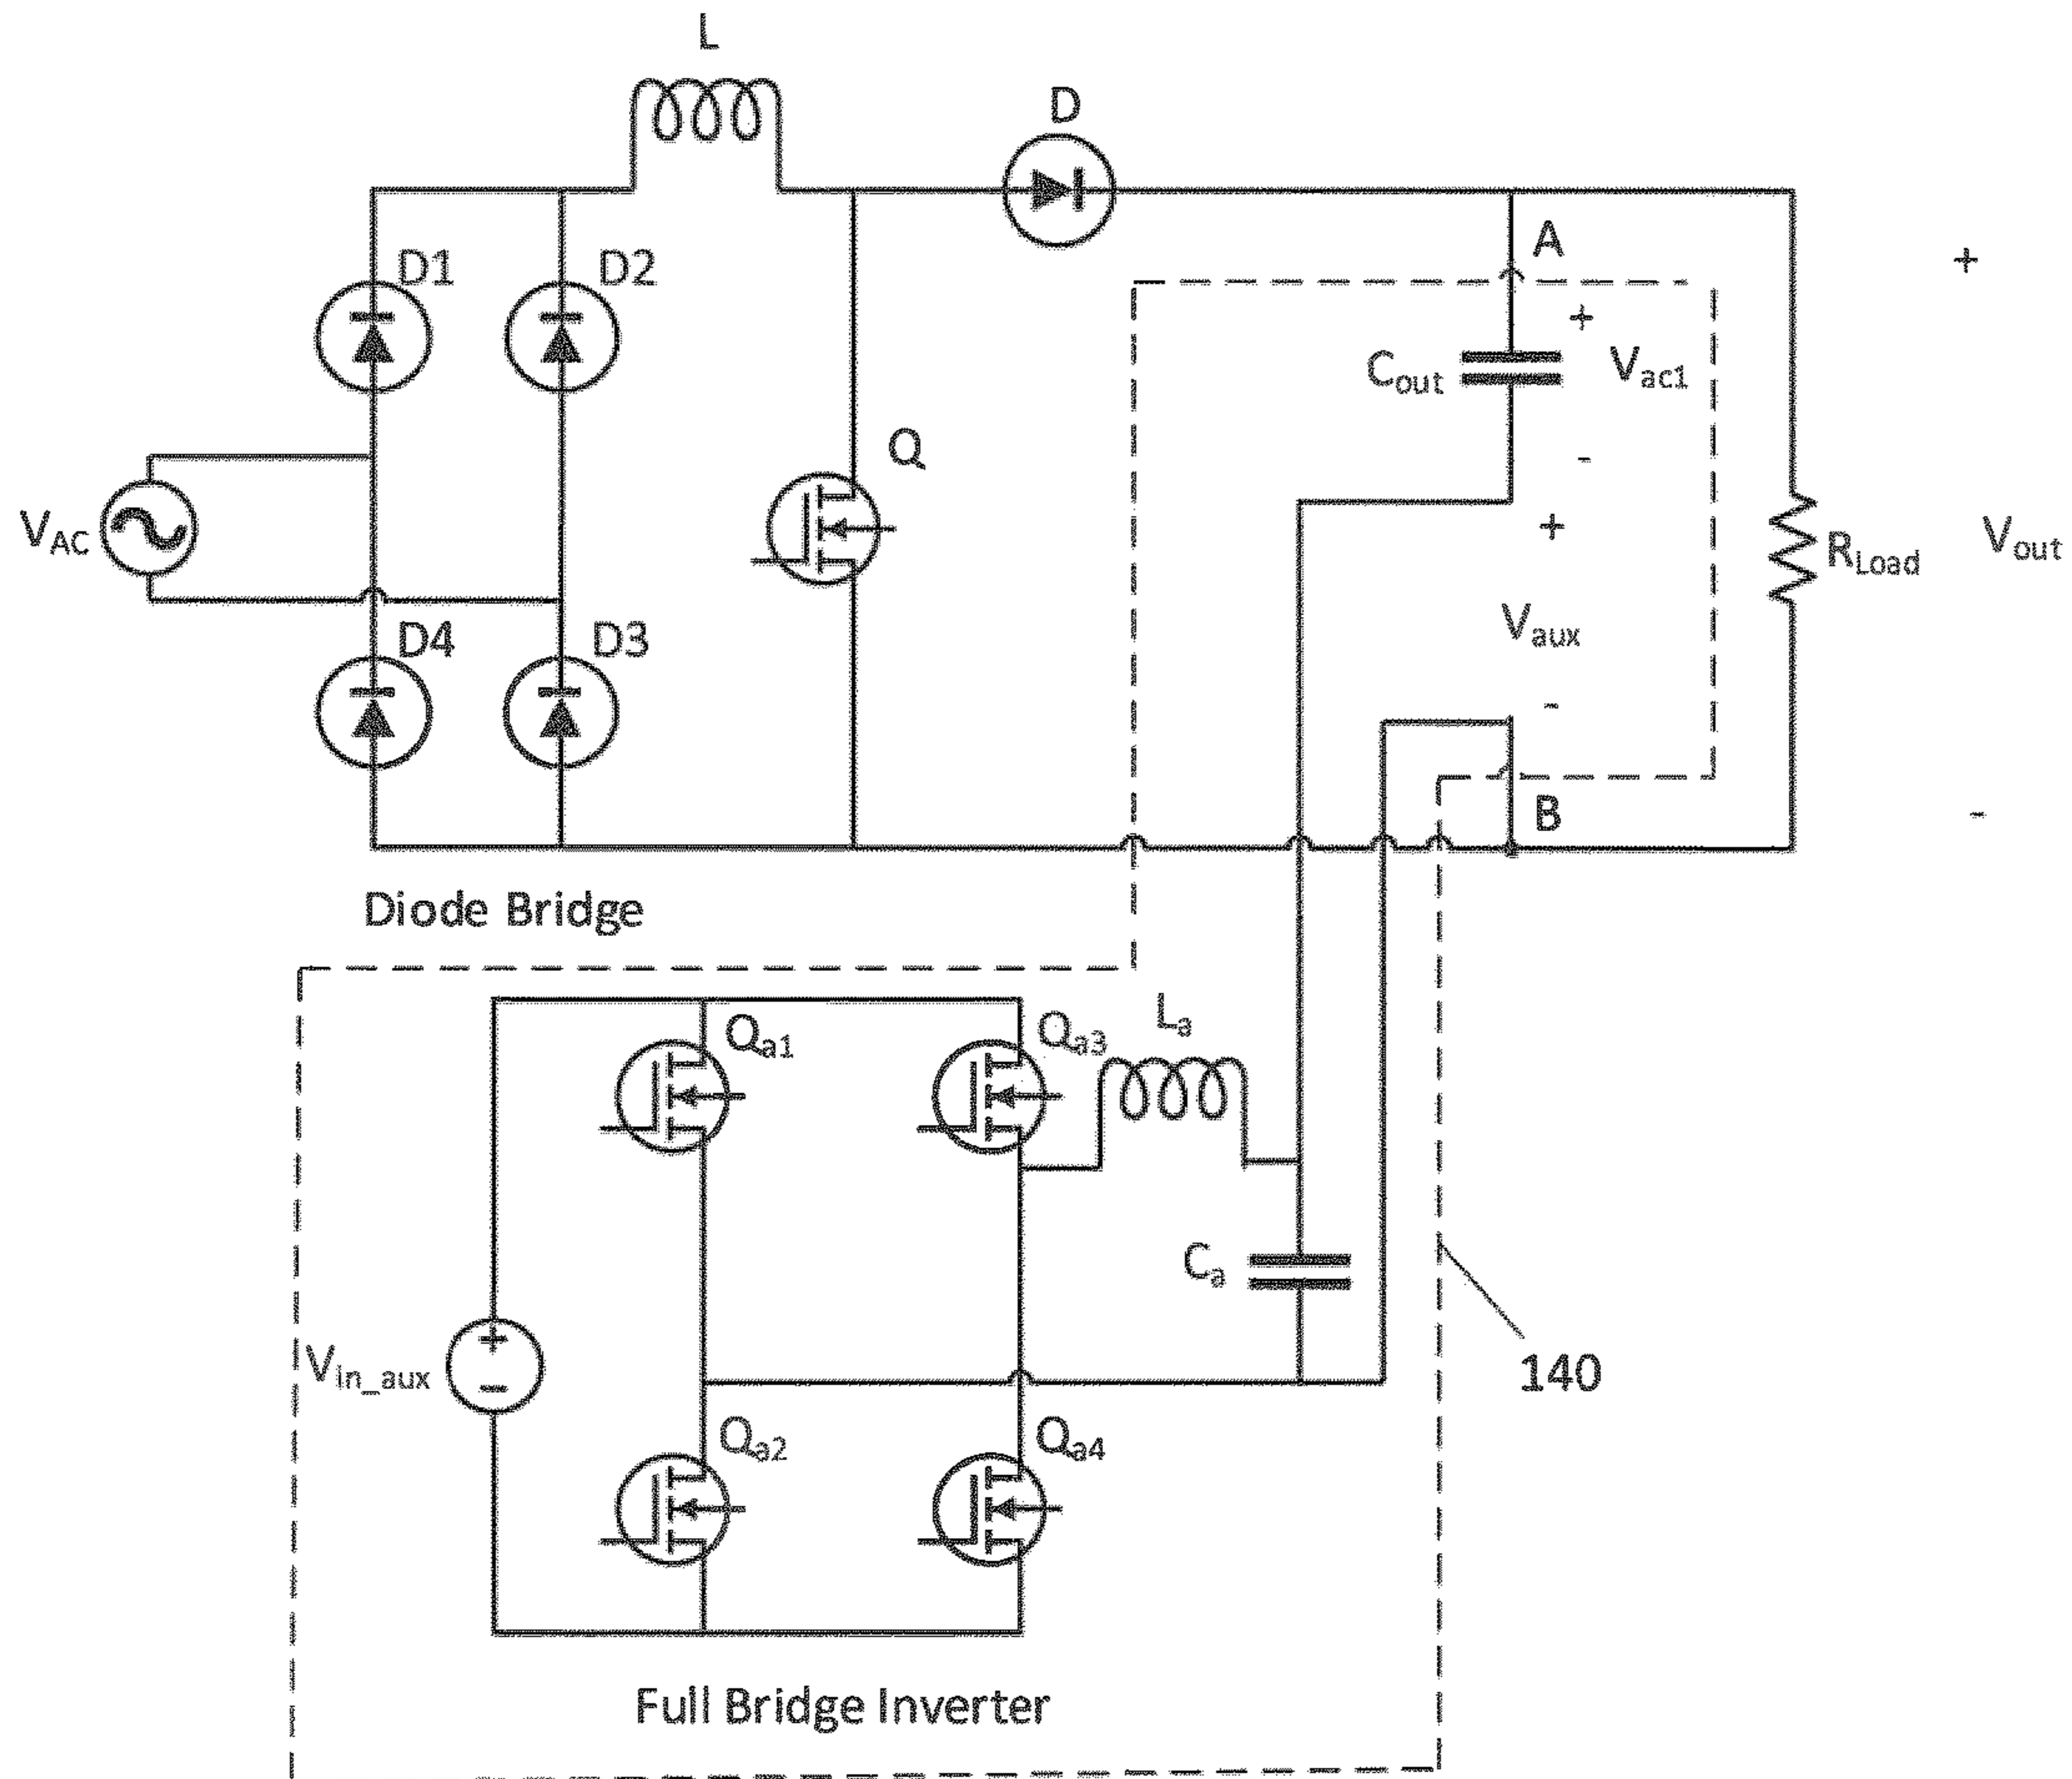 L
D
D1
D2
A
+
+
Cout
Vac1
Q
-
VAC
+
RLoad
Vout
Vaux
D4
D3
-
B
-
Diode Bridge
Qa1
Qa3
La
Ca
+
-
Vin_aux
140
Qa2
Qa4
Full Bridge Inverter